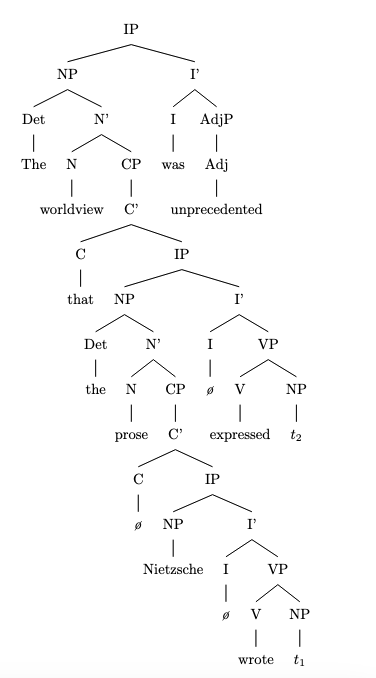 IP
NP I'
Det N' I AdjP
The N CP was Adj
worldview C' unprecedented
C IP
that NP I'
Det N' I VP
the N CP ø V NP
prose C' expressed t₂
C IP
ø NP I'
Nietzsche I VP
ø V NP
wrote t₁